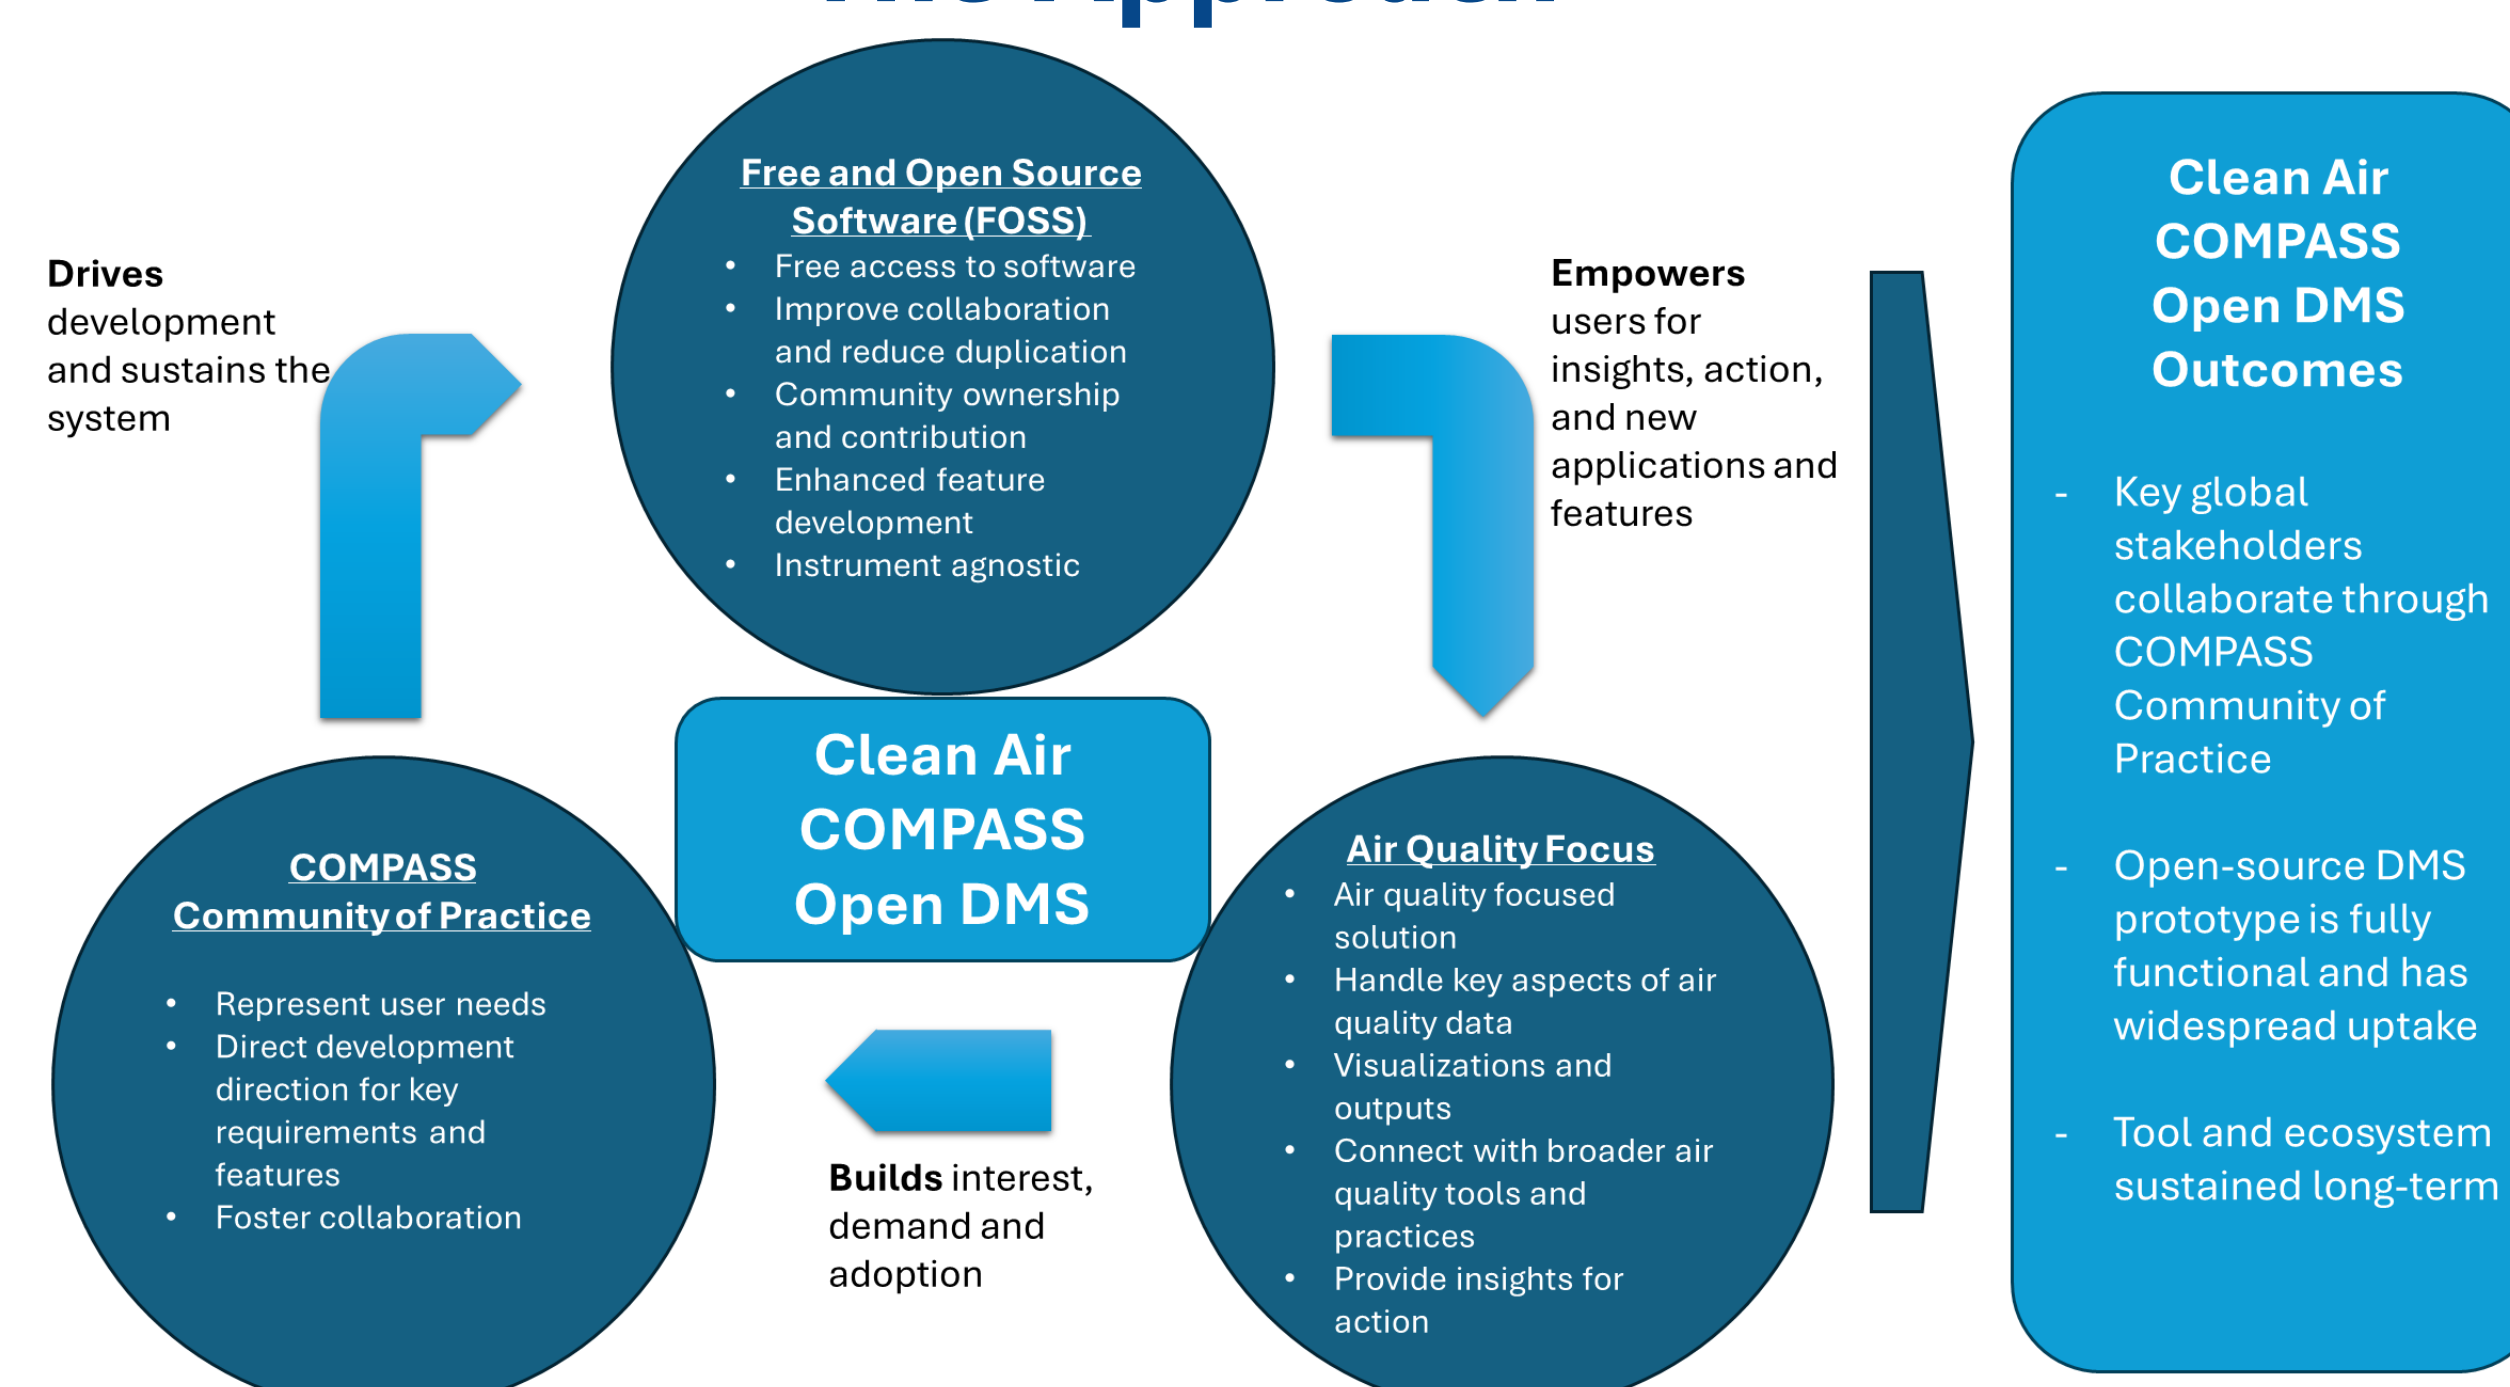 Free and Open Source
Software (FOSS)
• Free access to software
• Improve collaboration
and reduce duplication
• Community ownership
and contribution
• Enhanced feature
development
• Instrument agnostic
Drives
development
and sustains the
system
Empowers
users for
insights, action,
and new
applications and
features
Clean Air
COMPASS
Open DMS
COMPASS
Community of Practice
• Represent user needs
• Direct development
direction for key
requirements and
features
• Foster collaboration
Air Quality Focus
• Air quality focused
solution
• Handle key aspects of air
quality data
• Visualizations and
outputs
• Connect with broader air
quality tools and
practices
• Provide insights for
action
Builds interest,
demand and
adoption
Clean Air
COMPASS
Open DMS
Outcomes
- Key global
stakeholders
collaborate through
COMPASS
Community of
Practice
- Open-source DMS
prototype is fully
functional and has
widespread uptake
- Tool and ecosystem
sustained long-term